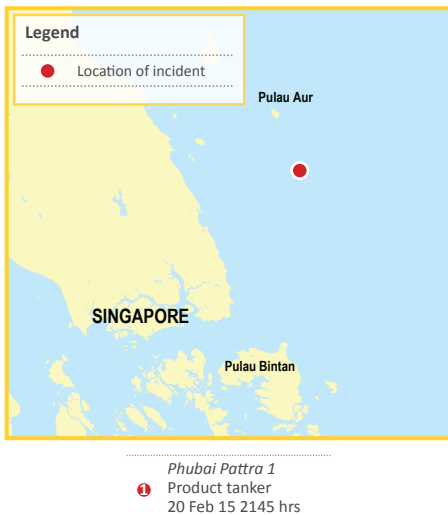 Legend
Location of incident
Pulau Aur
SINGAPORE
Pulau Bintan
Phubai Pattra 1
1
Product tanker
20 Feb 15 2145 hrs